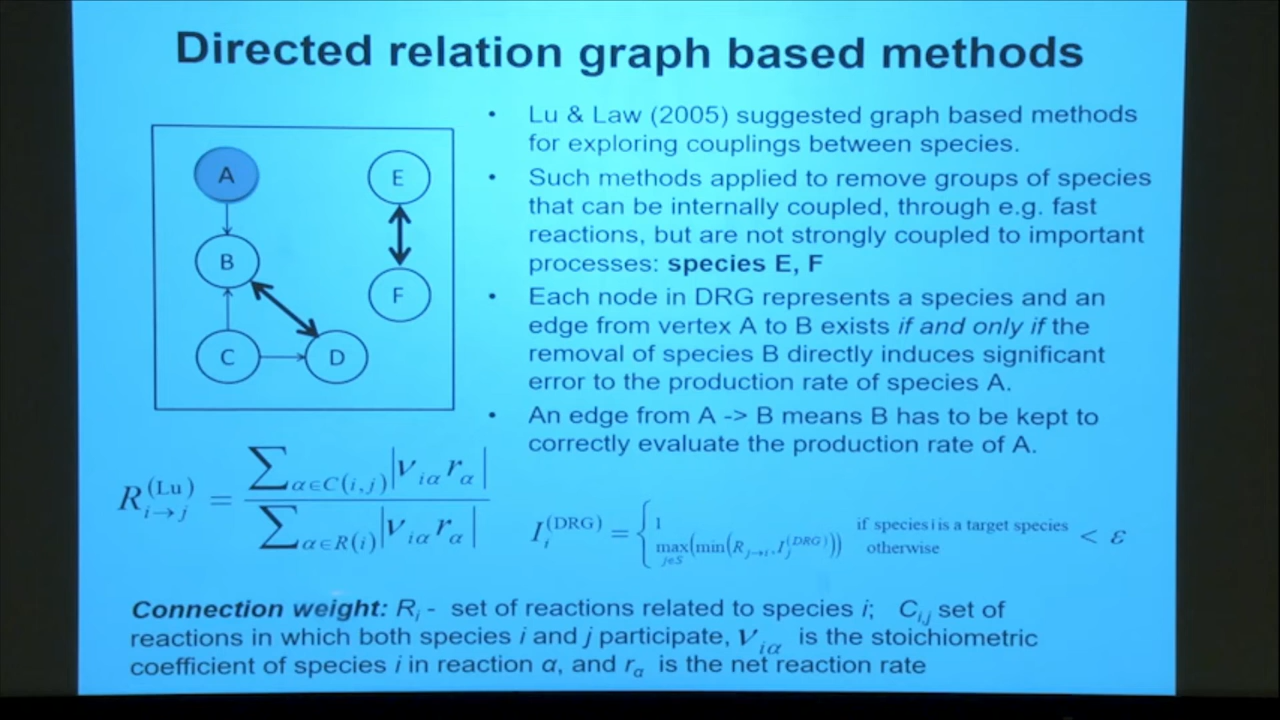 Directed relation graph based methods
A
E
B
F
C
D
• Lu & Law (2005) suggested graph based methods
for exploring couplings between species.
• Such methods applied to remove groups of species
that can be internally coupled, through e.g. fast
reactions, but are not strongly coupled to important
processes: species E, F
• Each node in DRG represents a species and an
edge from vertex A to B exists if and only if the
removal of species B directly induces significant
error to the production rate of species A.
• An edge from A -> B means B has to be kept to
correctly evaluate the production rate of A.
R_{i→j}^{(Lu)} = ∑_{α∈C(i,j)}|ν_{iα} r_α| / ∑_{α∈R(i)}|ν_{iα} r_α|
I_i^{(DRG)} = { 1 if species i is a target species
max_{j∈S}(min(R_{j→i}, I_j^{(DRG)})) otherwise < ε
Connection weight: R_i - set of reactions related to species i; C_{i,j} set of
reactions in which both species i and j participate, ν_{iα} is the stoichiometric
coefficient of species i in reaction α, and r_α is the net reaction rate